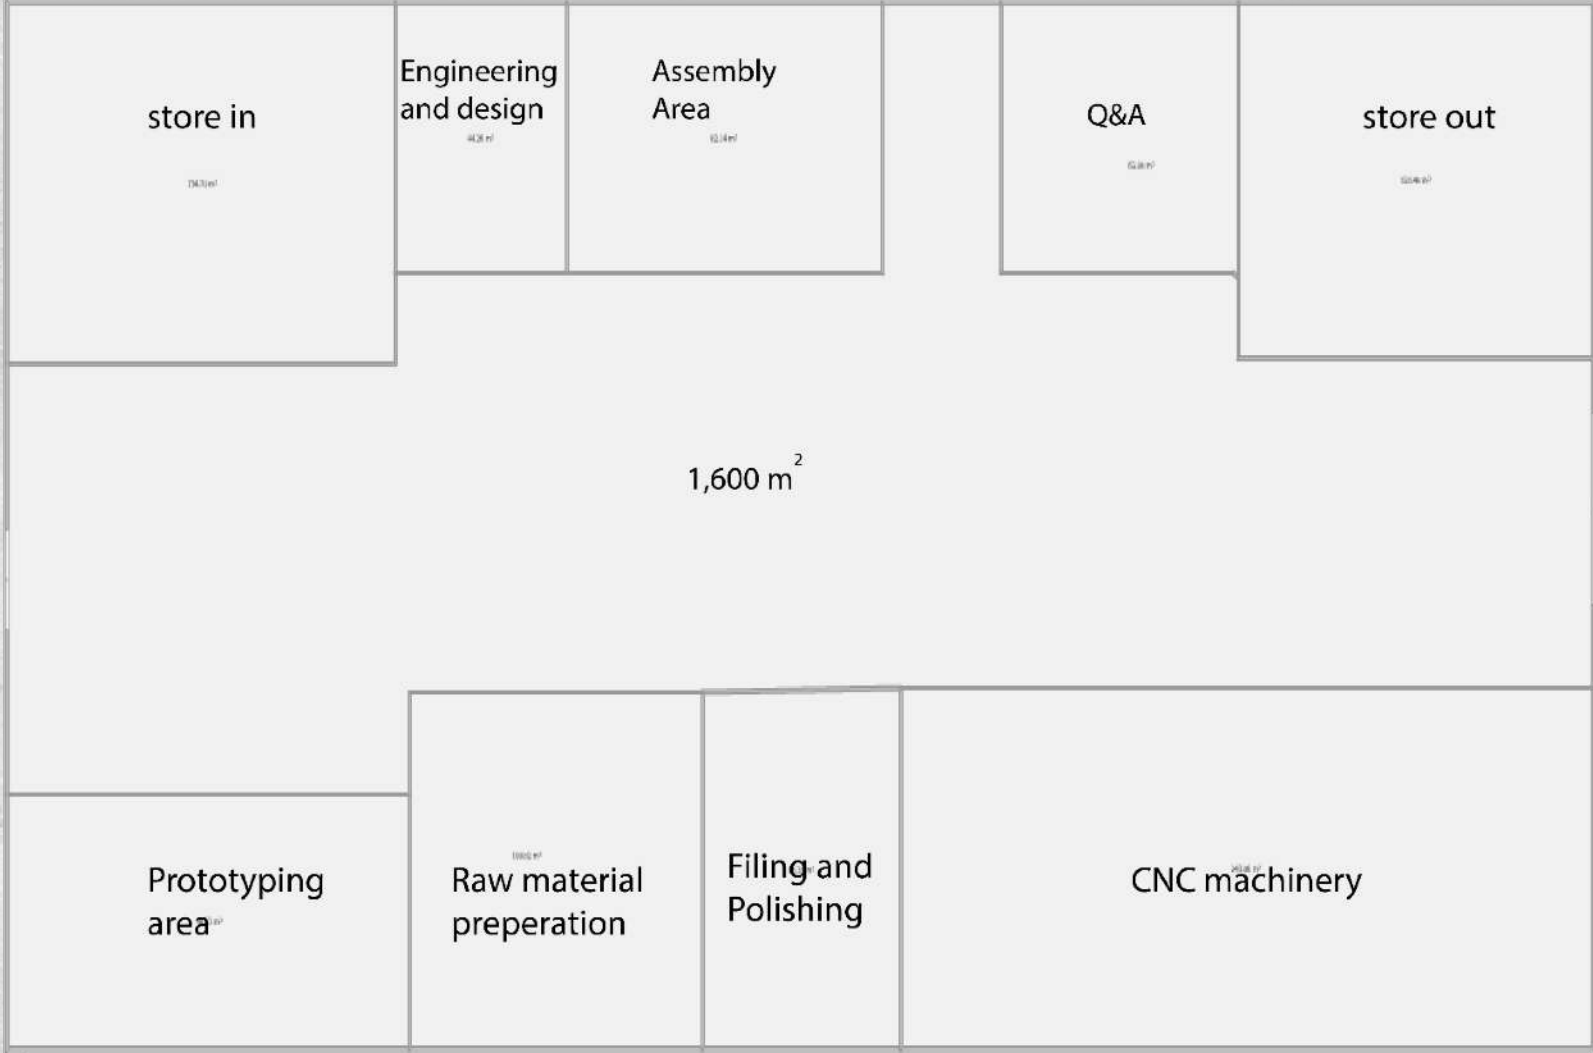 store in
Engineering
and design
Assembly
Area
Q&A
store out
1,600 m²
Prototyping
area
Raw material
preperation
Filing and
Polishing
CNC machinery